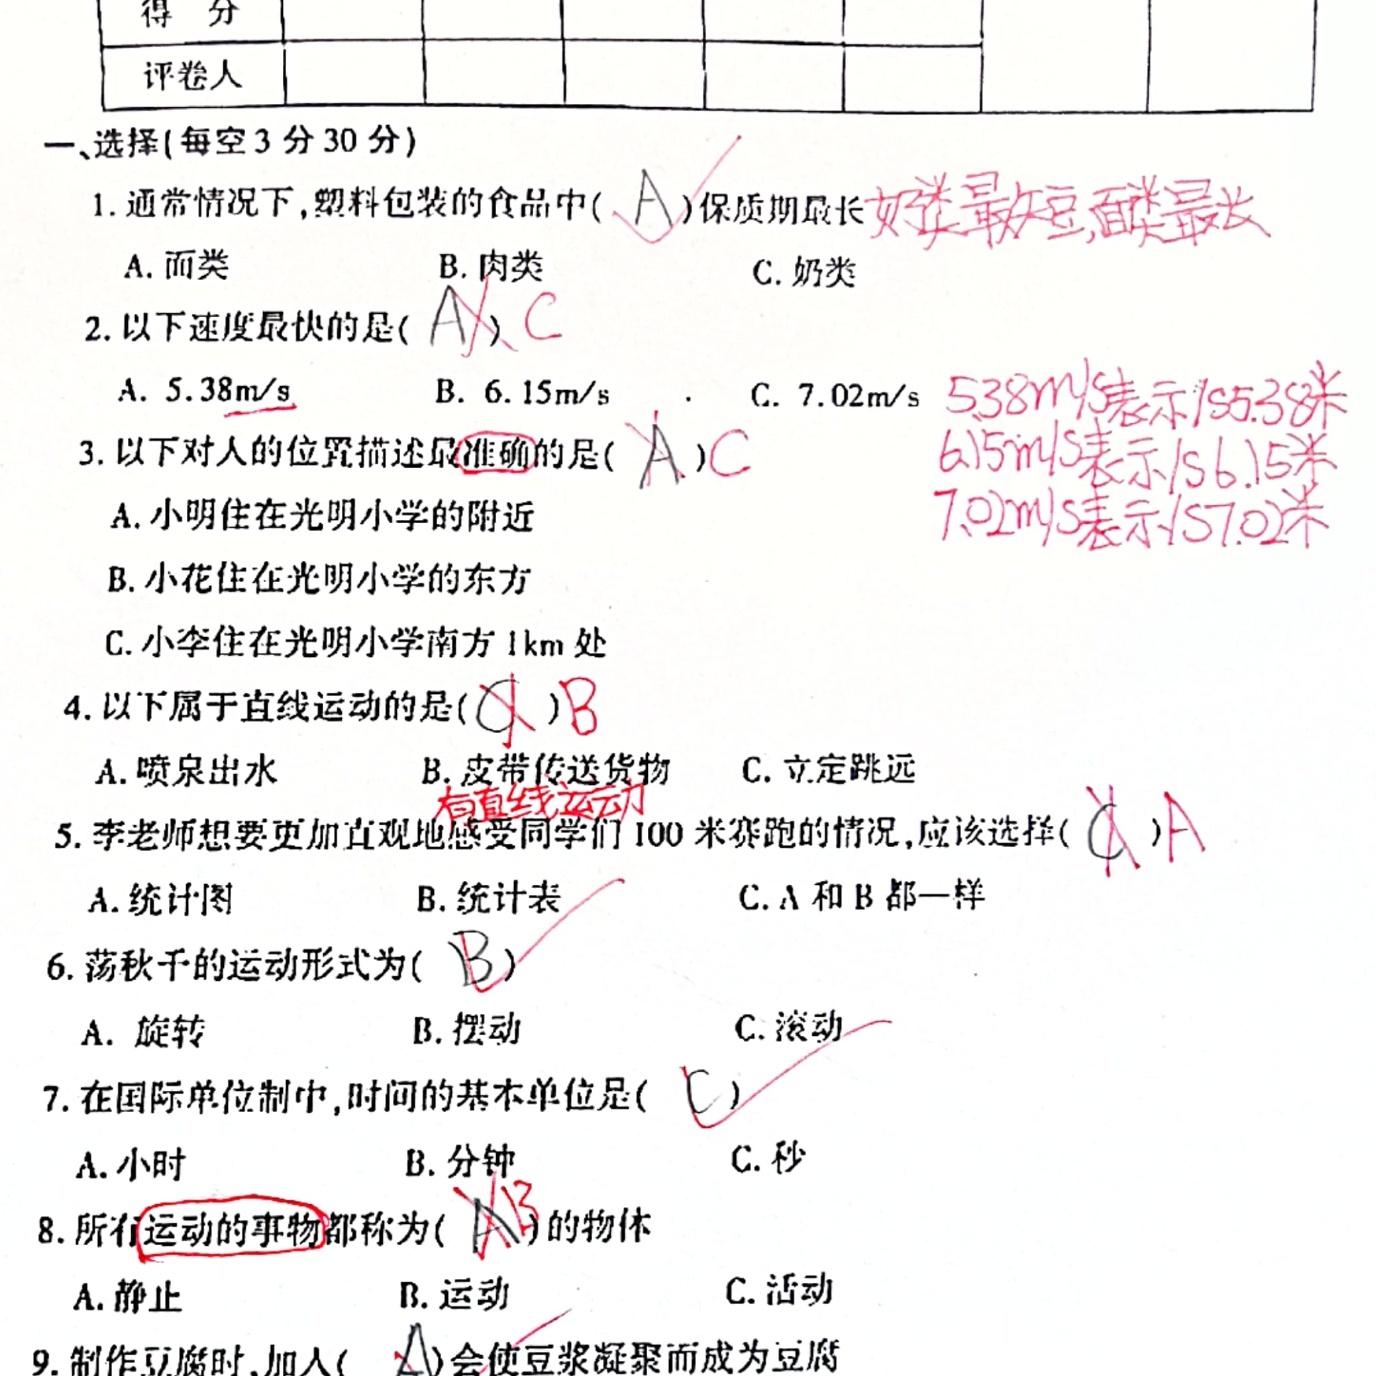 得 分
评卷人
一、选择(每空3分30分)
1. 通常情况下,塑料包装的食品中( A )保质期最长 奶类最短,面类最长
A. 面类 B. 肉类 C. 奶类
2. 以下速度最快的是( A ) C
A. 5.38m/s B. 6.15m/s C. 7.02m/s 5.38m/s表示1s5.38米
6.15m/s表示1s6.15米
3. 以下对人的位置描述最准确的是( A ) C
7.02m/s表示1s7.02米
A. 小明住在光明小学的附近
B. 小花住在光明小学的东方
C. 小李住在光明小学南方1km处
4. 以下属于直线运动的是( C ) B
A. 喷泉出水 B. 皮带传送货物 C. 立定跳远
有直线运动
5. 李老师想要更加直观地感受同学们100米赛跑的情况,应该选择( C ) A
A. 统计图 B. 统计表 C. A和B都一样
6. 荡秋千的运动形式为( B )
A. 旋转 B. 摆动 C. 滚动
7. 在国际单位制中,时间的基本单位是( C )
A. 小时 B. 分钟 C. 秒
8. 所有运动的事物都称为( A B )的物体
A. 静止 B. 运动 C. 活动
9. 制作豆腐时,加入( A )会使豆浆凝聚而成为豆腐